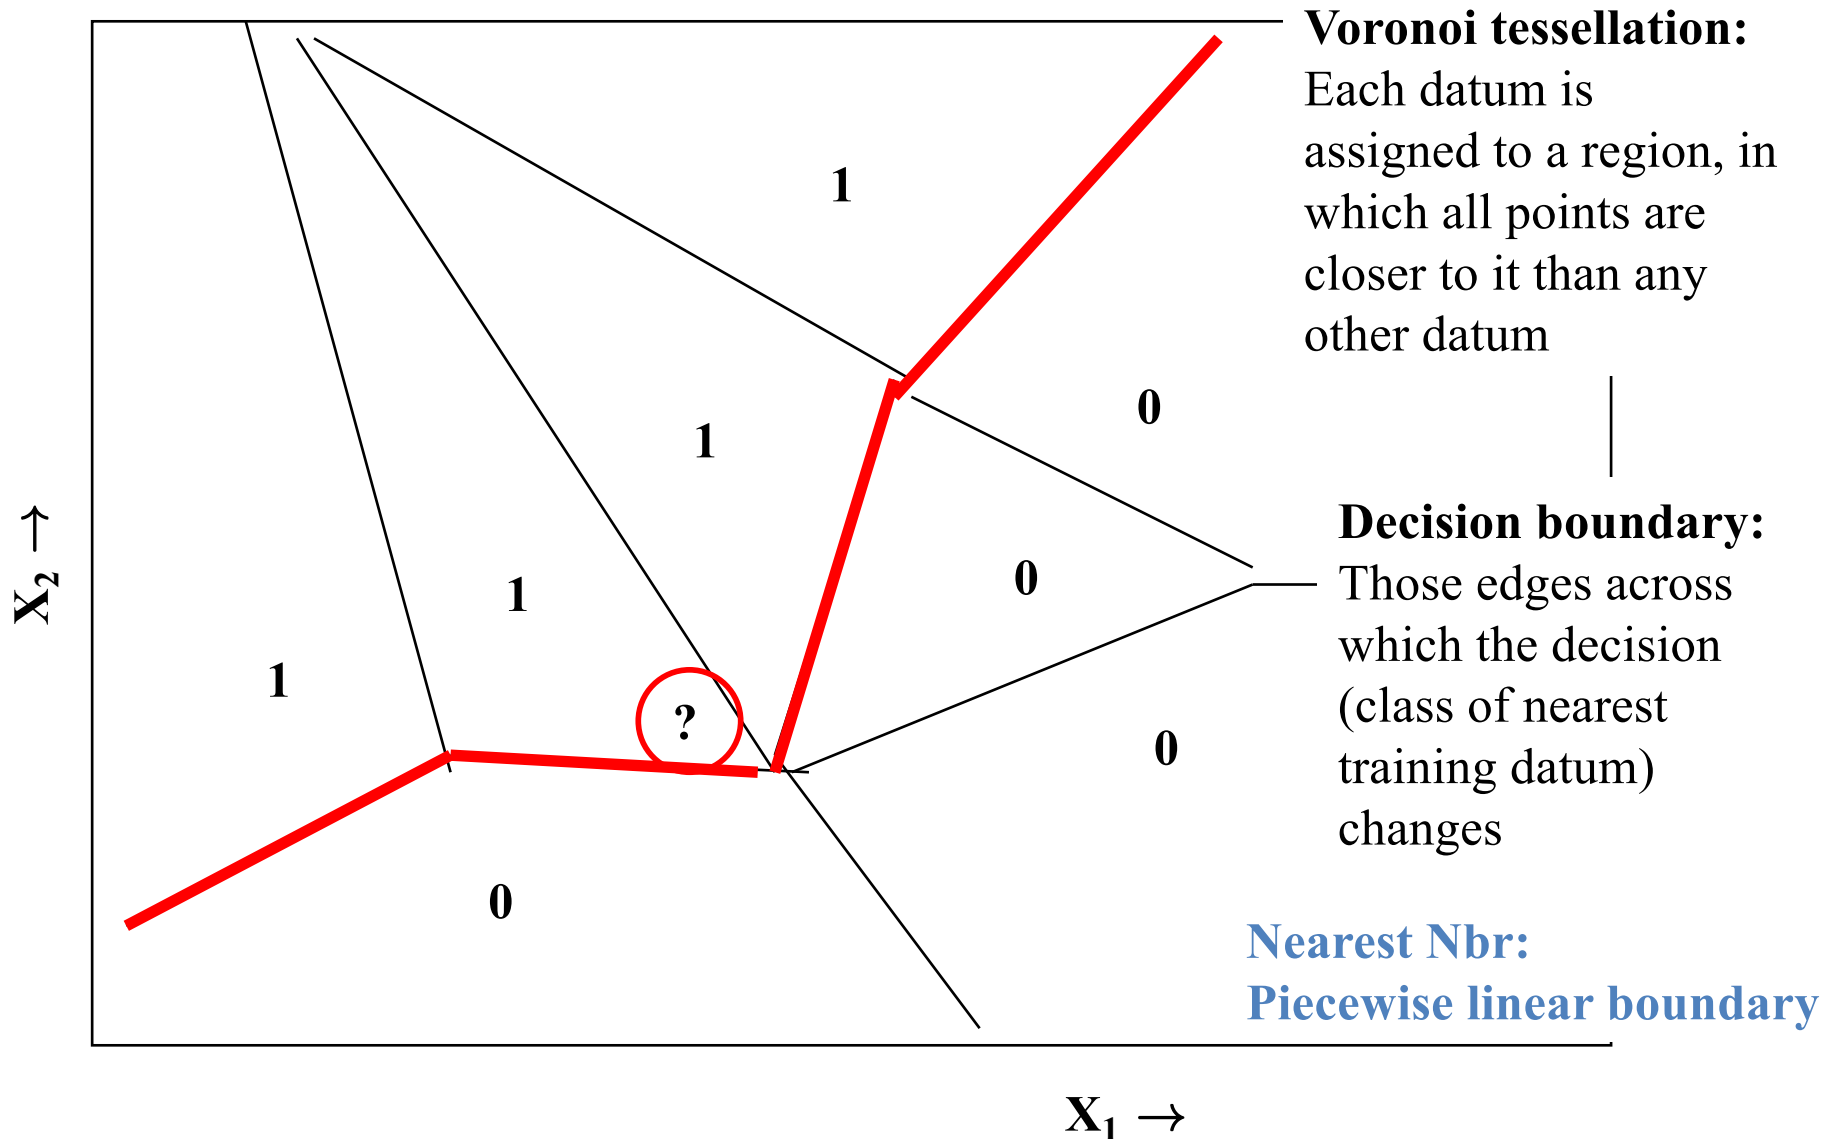 Voronoi tessellation:
Each datum is
assigned to a region, in
which all points are
closer to it than any
other datum
1
0
1
0
1
1
?
0
0
Decision boundary:
Those edges across
which the decision
(class of nearest
training datum)
changes
Nearest Nbr:
Piecewise linear boundary
X₂ →
X₁ →